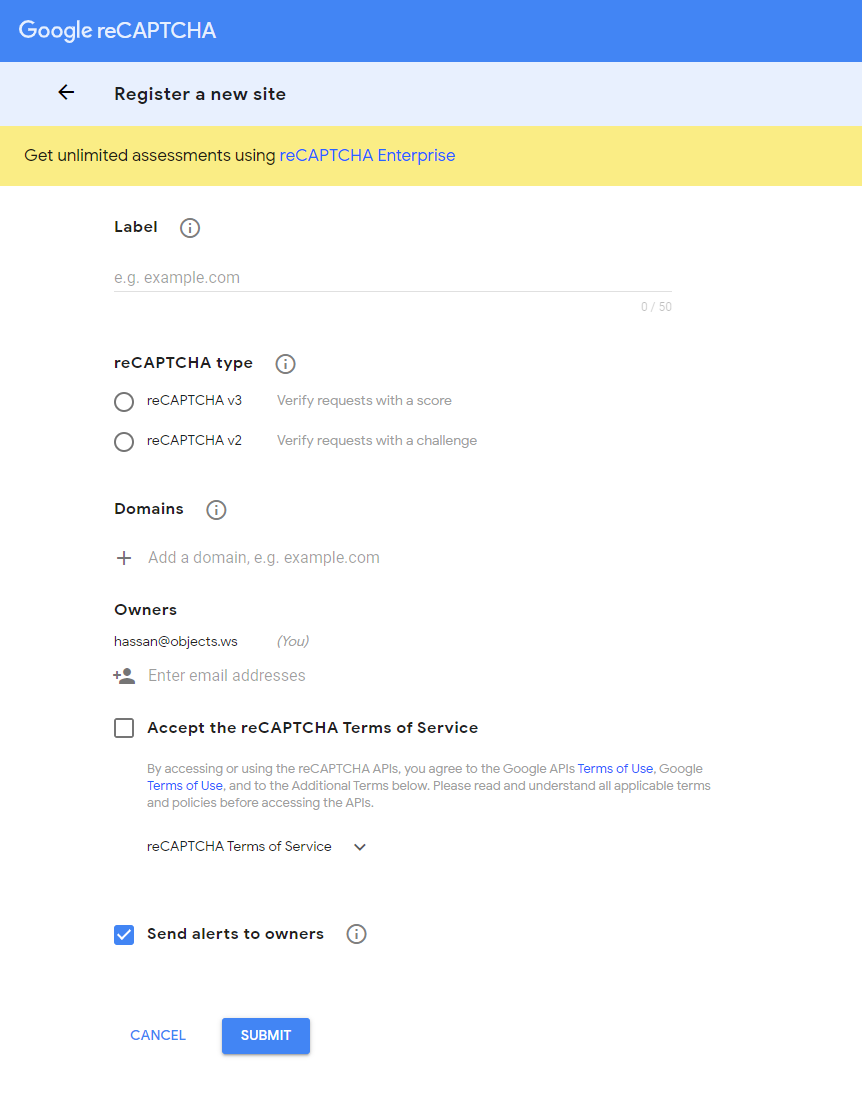 Google reCAPTCHA
Register a new site
Get unlimited assessments using reCAPTCHA Enterprise
Label
e.g. example.com
0 / 50
reCAPTCHA type
reCAPTCHA v3 Verify requests with a score
reCAPTCHA v2 Verify requests with a challenge
Domains
Add a domain, e.g. example.com
Owners
hassan@objects.ws (You)
Enter email addresses
Accept the reCAPTCHA Terms of Service
By accessing or using the reCAPTCHA APIs, you agree to the Google APIs Terms of Use, Google
Terms of Use, and to the Additional Terms below. Please read and understand all applicable terms
and policies before accessing the APIs.
reCAPTCHA Terms of Service
Send alerts to owners
CANCEL SUBMIT